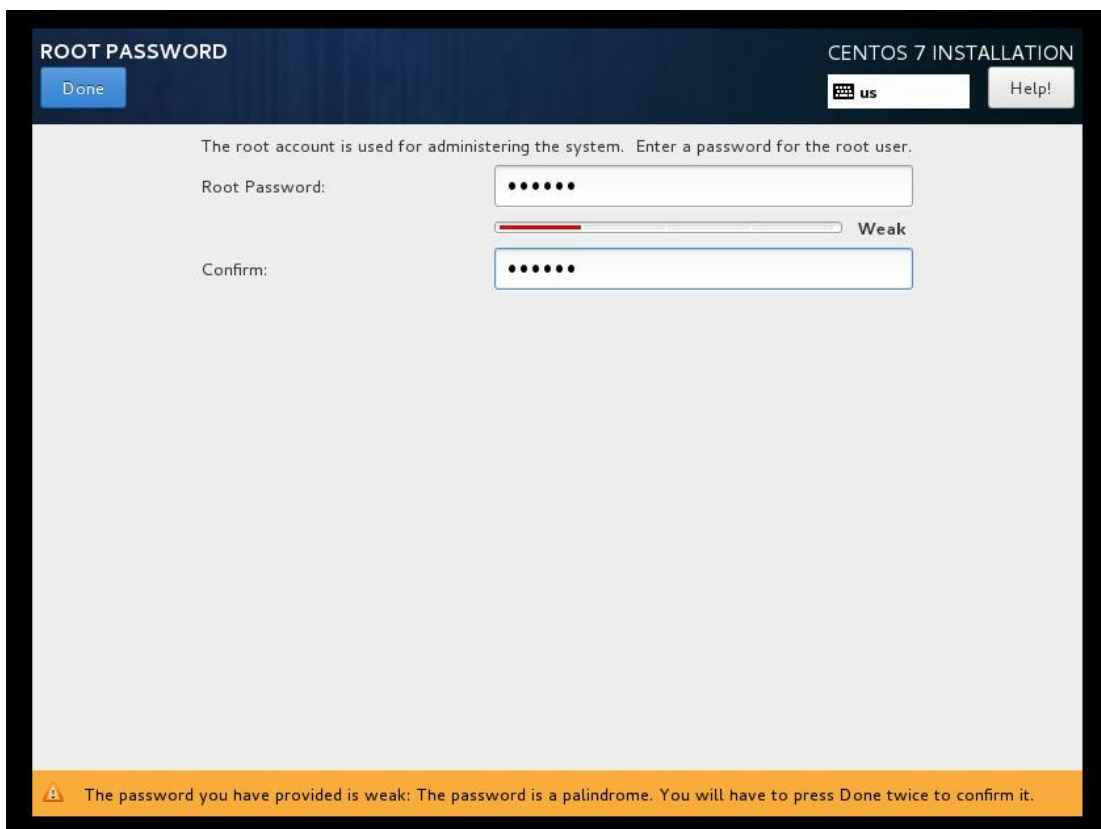 ROOT PASSWORD
CENTOS 7 INSTALLATION
Done
us
Help!
The root account is used for administering the system. Enter a password for the root user.
Root Password:
••••••
Weak
Confirm:
••••••
The password you have provided is weak: The password is a palindrome. You will have to press Done twice to confirm it.